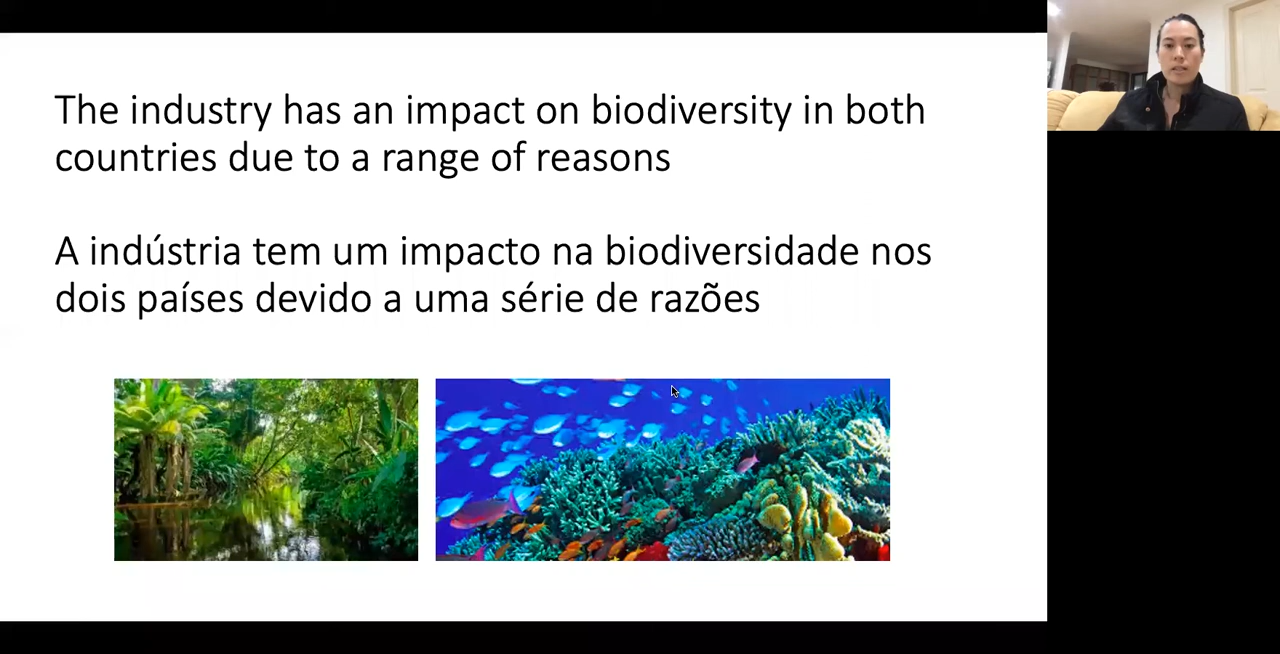 The industry has an impact on biodiversity in both
countries due to a range of reasons
A indústria tem um impacto na biodiversidade nos
dois países devido a uma série de razões